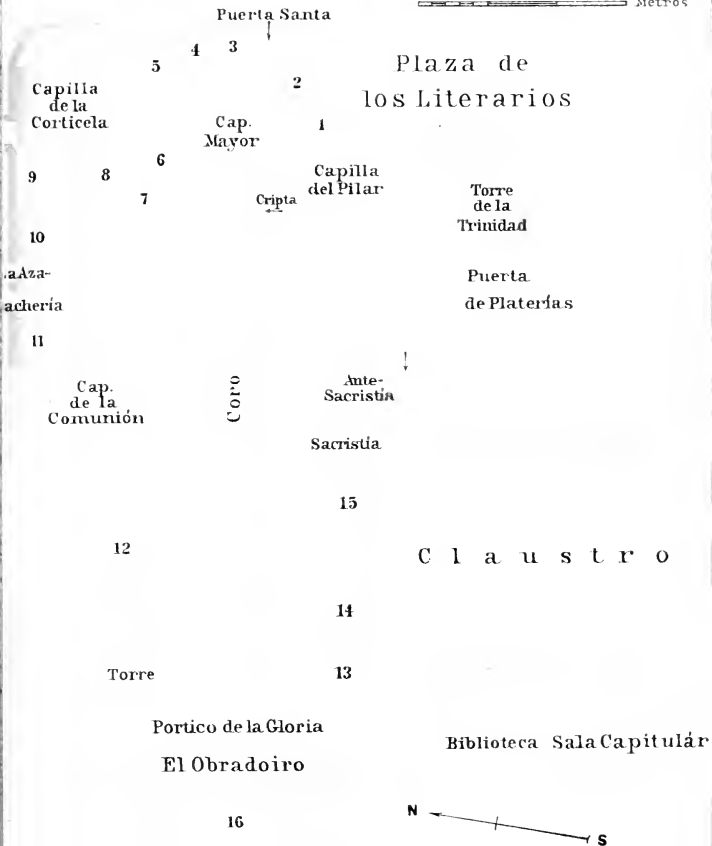 Metros
Puerta Santa
4 3
5
2
Plaza de
los Literarios
Capilla
de la
Corticela
Cap.
Mayor
1
6
9 8
7
Capilla
del Pilar
Cripta
Torre
de la
Trinidad
10
aAza-
achería
Puerta
de Platerías
11
Cap.
de la
Comunión
Coro
Ante-
Sacristía
Sacristía
15
12
Claustro
14
Torre
13
Portico de la Gloria
El Obradoiro
Biblioteca Sala Capitulár
16
N
S